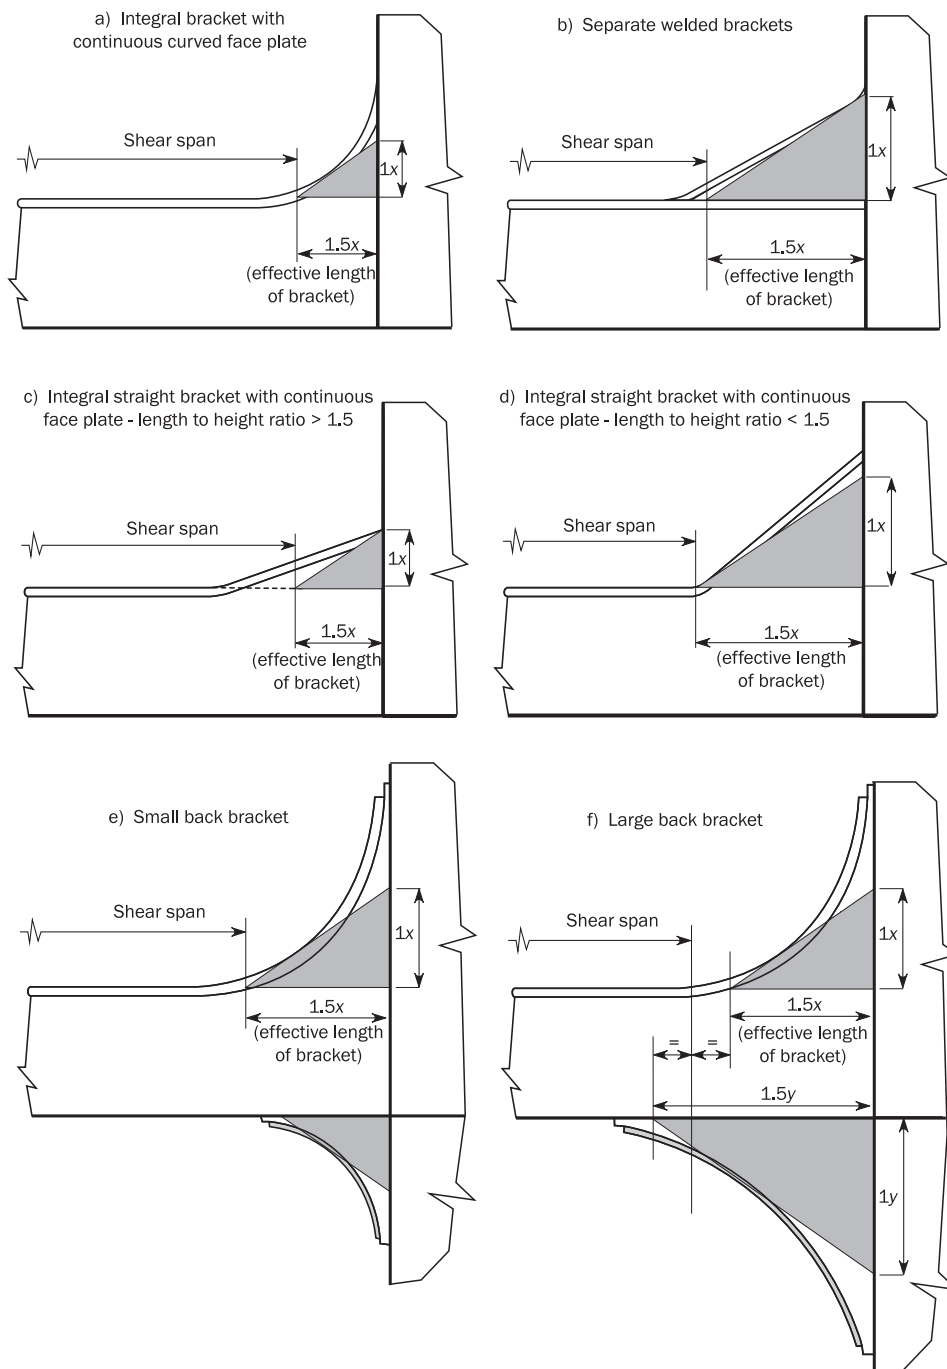 a) Integral bracket with
continuous curved face plate
Shear span
1x
1.5x
(effective length
of bracket)
b) Separate welded brackets
Shear span
1x
1.5x
(effective length
of bracket)
c) Integral straight bracket with continuous
face plate - length to height ratio > 1.5
Shear span
1x
1.5x
(effective length
of bracket)
d) Integral straight bracket with continuous
face plate - length to height ratio < 1.5
Shear span
1x
1.5x
(effective length
of bracket)
e) Small back bracket
Shear span
1x
1.5x
(effective length
of bracket)
f) Large back bracket
Shear span
1x
1.5x
(effective length
of bracket)
= =
1.5y
1y